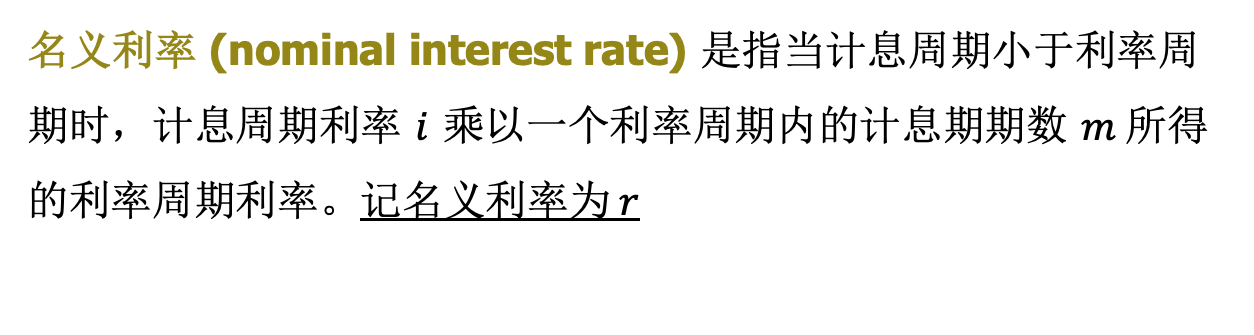 名义利率 (nominal interest rate) 是指当计息周期小于利率周
期时，计息周期利率 i 乘以一个利率周期内的计息期期数 m 所得
的利率周期利率。记名义利率为 r